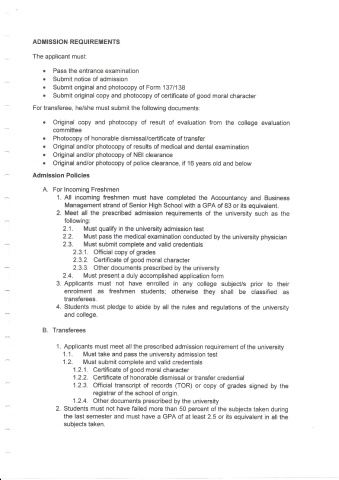 ADMISSION REQUIREMENTS
The applicant must:
• Pass the entrance examination
• Submit notice of admission
• Submit original and photocopy of Form 137/138
• Submit original copy and photocopy of certificate of good moral character
For transferee, he/she must submit the following documents:
• Original copy and photocopy of result of evaluation from the college evaluation
committee
• Photocopy of honorable dismissal/certificate of transfer
• Original and/or photocopy of results of medical and dental examination
• Original and/or photocopy of NBI clearance
• Original and/or photocopy of police clearance, if 16 years old and below
Admission Policies
A. For Incoming Freshmen
1. All incoming freshmen must have completed the Accountancy and Business
Management strand of Senior High School with a GPA of 83 or its equivalent.
2. Meet all the prescribed admission requirements of the university such as the
following:
2.1. Must qualify in the university admission test
2.2. Must pass the medical examination conducted by the university physician
2.3. Must submit complete and valid credentials
2.3.1. Official copy of grades
2.3.2. Certificate of good moral character
2.3.3. Other documents prescribed by the university
2.4. Must present a duly accomplished application form
3. Applicants must not have enrolled in any college subject/s prior to their
enrolment as freshmen students; otherwise they shall be classified as
transferees.
4. Students must pledge to abide by all the rules and regulations of the university
and college.
B. Transferees
1. Applicants must meet all the prescribed admission requirement of the university
1.1. Must take and pass the university admission test
1.2. Must submit complete and valid credentials
1.2.1. Certificate of good moral character
1.2.2. Certificate of honorable dismissal or transfer credential
1.2.3. Official transcript of records (TOR) or copy of grades signed by the
registrar of the school of origin.
1.2.4. Other documents prescribed by the university
2. Students must not have failed more than 50 percent of the subjects taken during
the last semester and must have a GPA of at least 2.5 or its equivalent in all the
subjects taken.